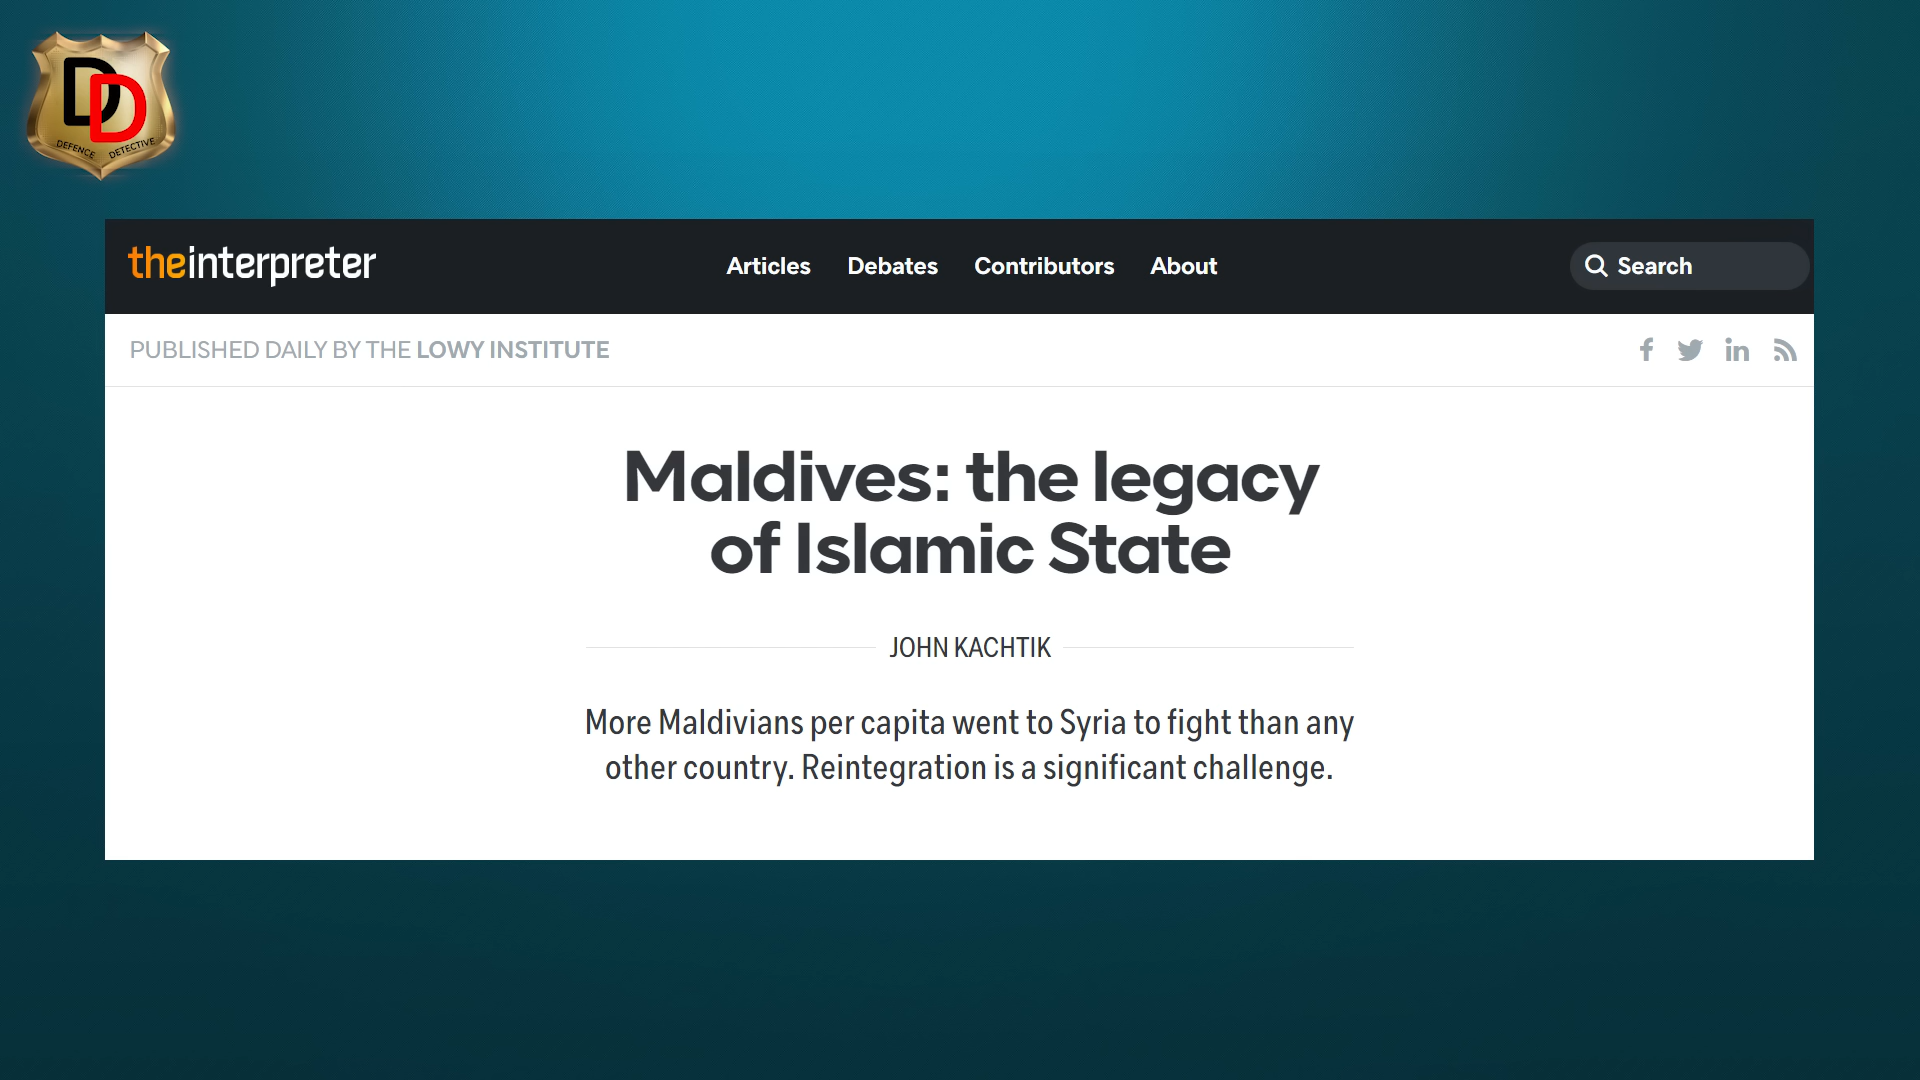 DD
DEFENCE DETECTIVE
theinterpreter
Articles Debates Contributors About
Search
PUBLISHED DAILY BY THE LOWY INSTITUTE
Maldives: the legacy
of Islamic State
JOHN KACHTIK
More Maldivians per capita went to Syria to fight than any
other country. Reintegration is a significant challenge.